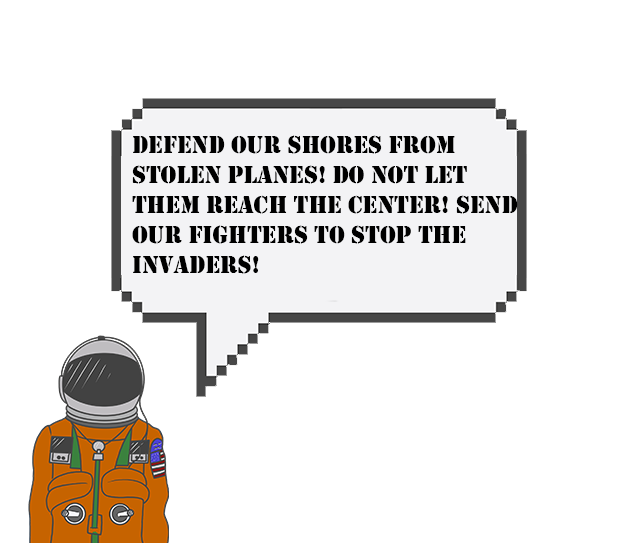 DEFEND OUR SHORES FROM
STOLEN PLANES! DO NOT LET
THEM REACH THE CENTER! SEND
OUR FIGHTERS TO STOP THE
INVADERS!